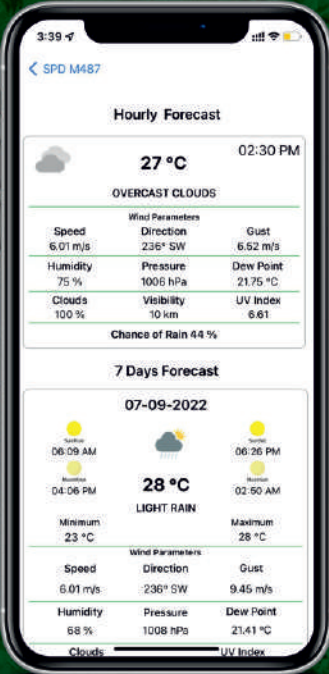 3:39
SPD M487
Hourly Forecast
02:30 PM
27 °C
OVERCAST CLOUDS
Wind Parameters
Speed Direction Gust
6.01 m/s 236° SW 6.52 m/s
Humidity Pressure Dew Point
75 % 1006 hPa 21.75 °C
Clouds Visibility UV Index
100 % 10 km 6.61
Chance of Rain 44 %
7 Days Forecast
07-09-2022
Sunrise Sunset
06:09 AM 06:26 PM
Moonrise Moonset
04:06 PM 28 °C 02:50 AM
LIGHT RAIN
Minimum Maximum
23 °C 28 °C
Wind Parameters
Speed Direction Gust
6.01 m/s 236° SW 9.45 m/s
Humidity Pressure Dew Point
68 % 1008 hPa 21.41 °C
Clouds UV Index